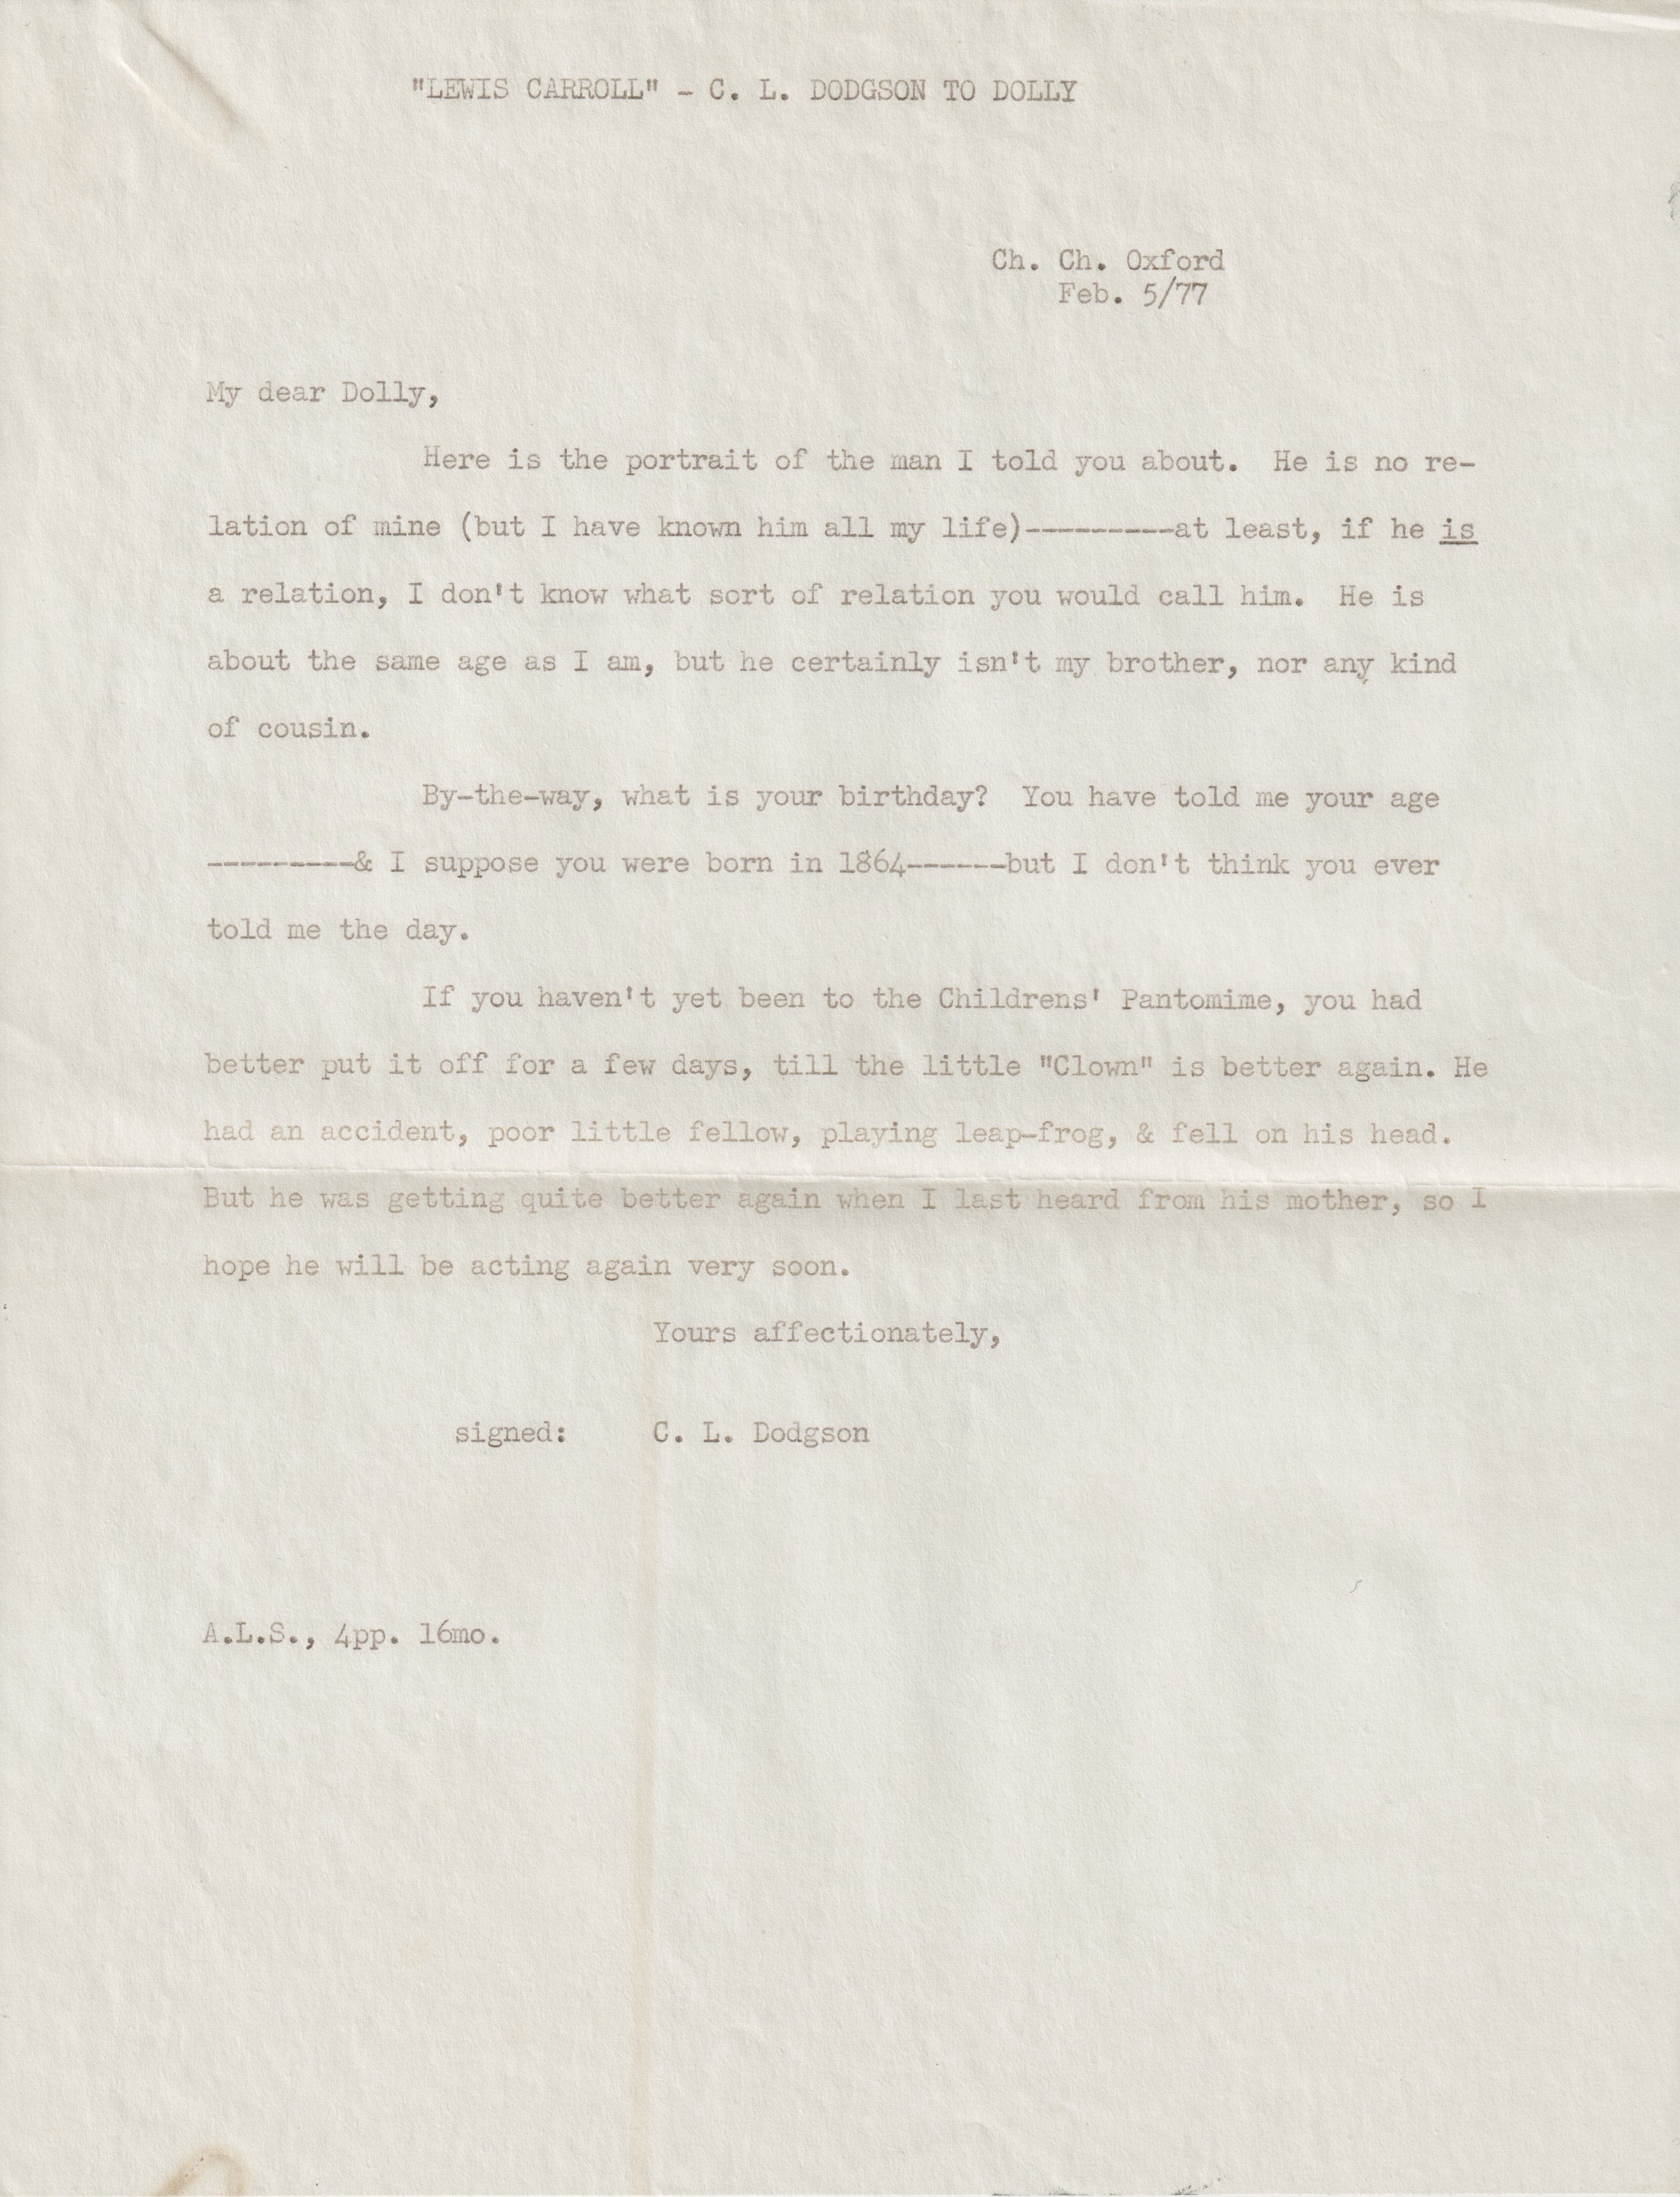 "LEWIS CARROLL" - C. L. DODGSON TO DOLLY
Ch. Ch. Oxford
Feb. 5/77
My dear Dolly,
Here is the portrait of the man I told you about. He is no re-
lation of mine (but I have known him all my life)---------at least, if he is
a relation, I don't know what sort of relation you would call him. He is
about the same age as I am, but he certainly isn't my brother, nor any kind
of cousin.
By-the-way, what is your birthday? You have told me your age
---------& I suppose you were born in 1864------but I don't think you ever
told me the day.
If you haven't yet been to the Childrens' Pantomime, you had
better put it off for a few days, till the little "Clown" is better again. He
had an accident, poor little fellow, playing leap-frog, & fell on his head.
But he was getting quite better again when I last heard from his mother, so I
hope he will be acting again very soon.
Yours affectionately,
signed: C. L. Dodgson
A.L.S., 4pp. 16mo.